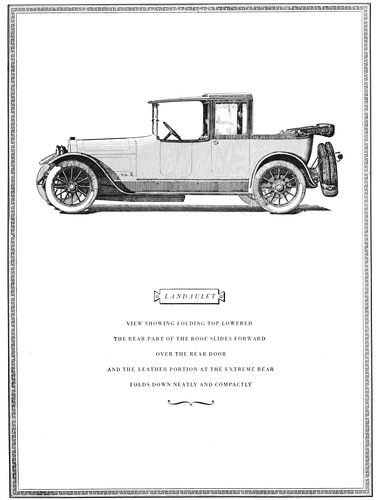 LANDAULET
VIEW SHOWING FOLDING TOP LOWERED
THE REAR PART OF THE ROOF SLIDES FORWARD
OVER THE REAR DOOR
AND THE LEATHER PORTION AT THE EXTREME REAR
FOLDS DOWN NEATLY AND COMPACTLY